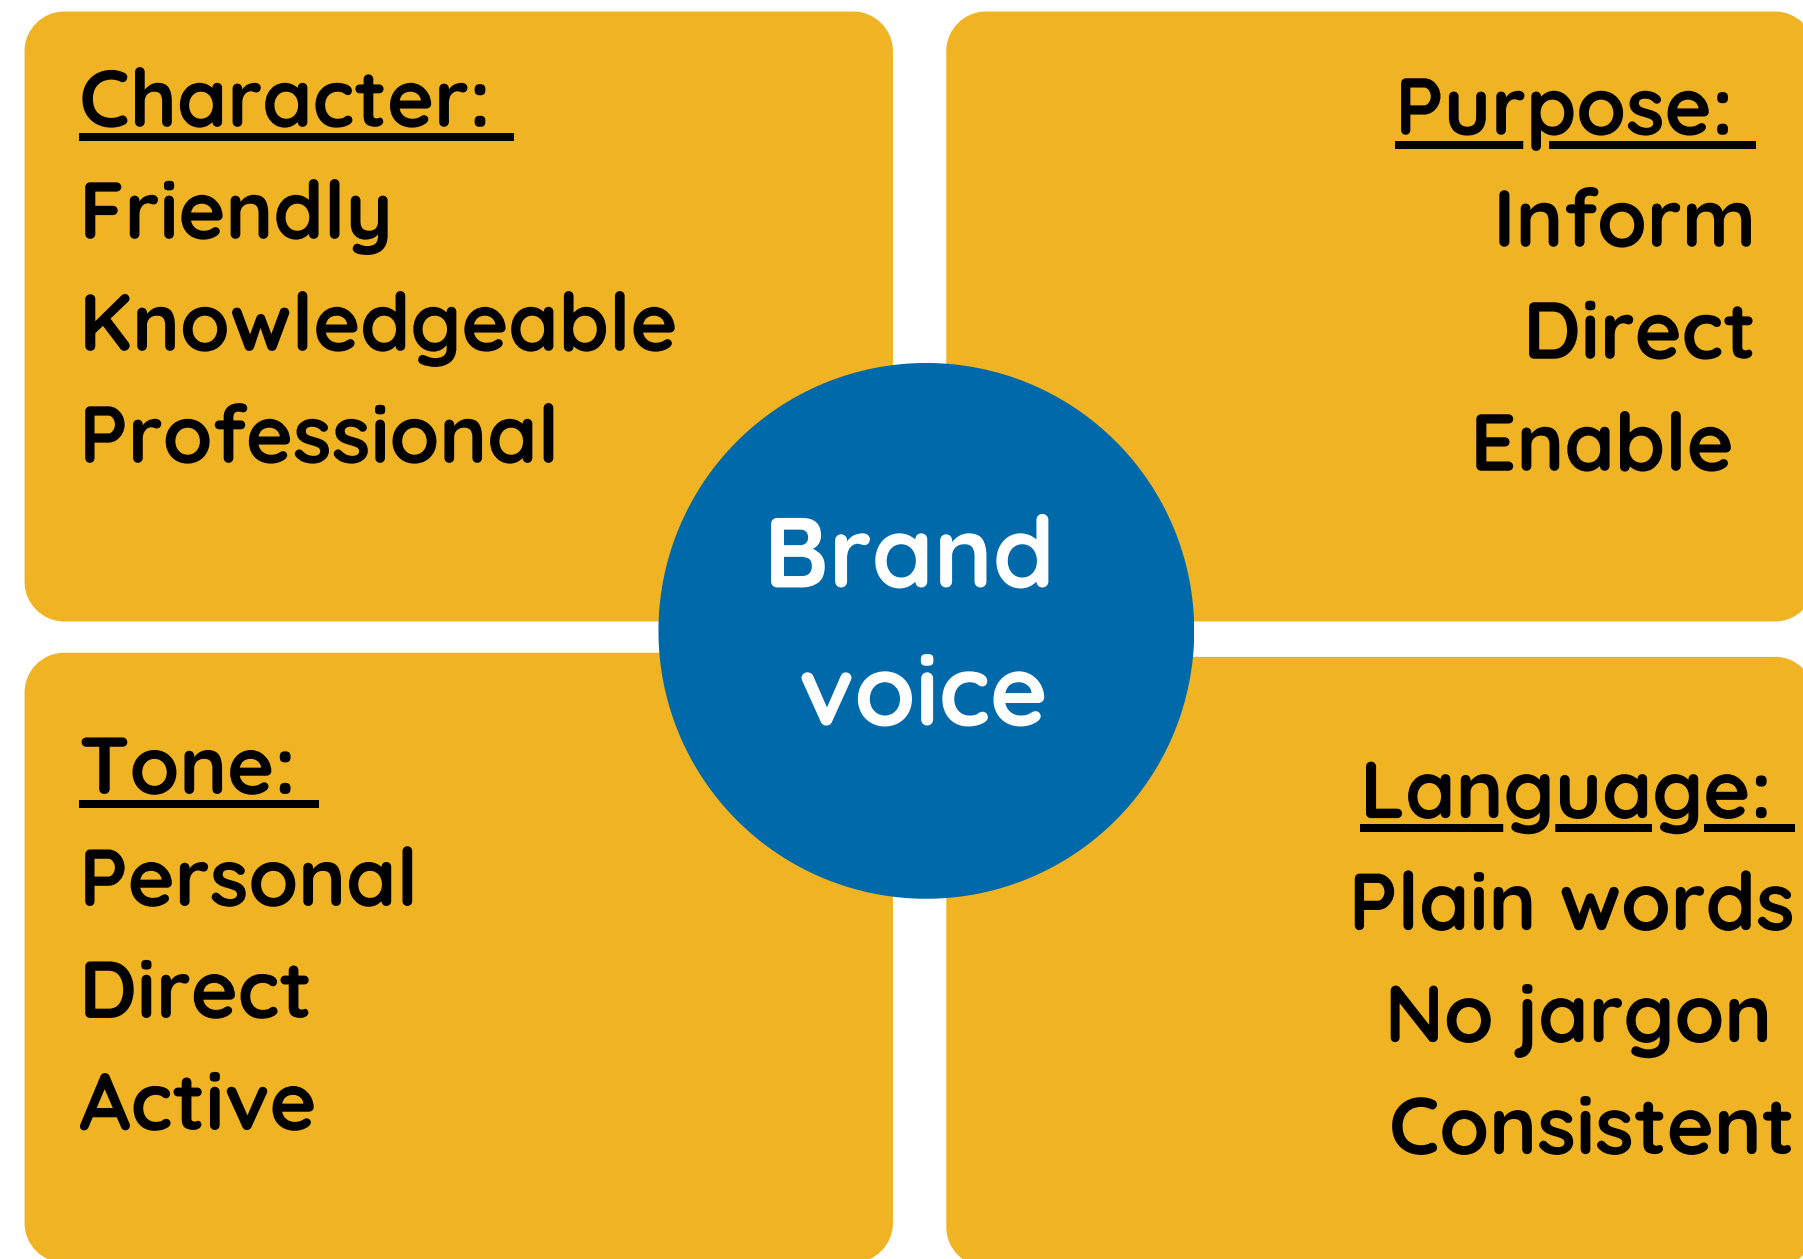 Character:
Friendly
Knowledgeable
Professional
Purpose:
Inform
Direct
Enable
Brand
voice
Tone:
Personal
Direct
Active
Language:
Plain words
No jargon
Consistent